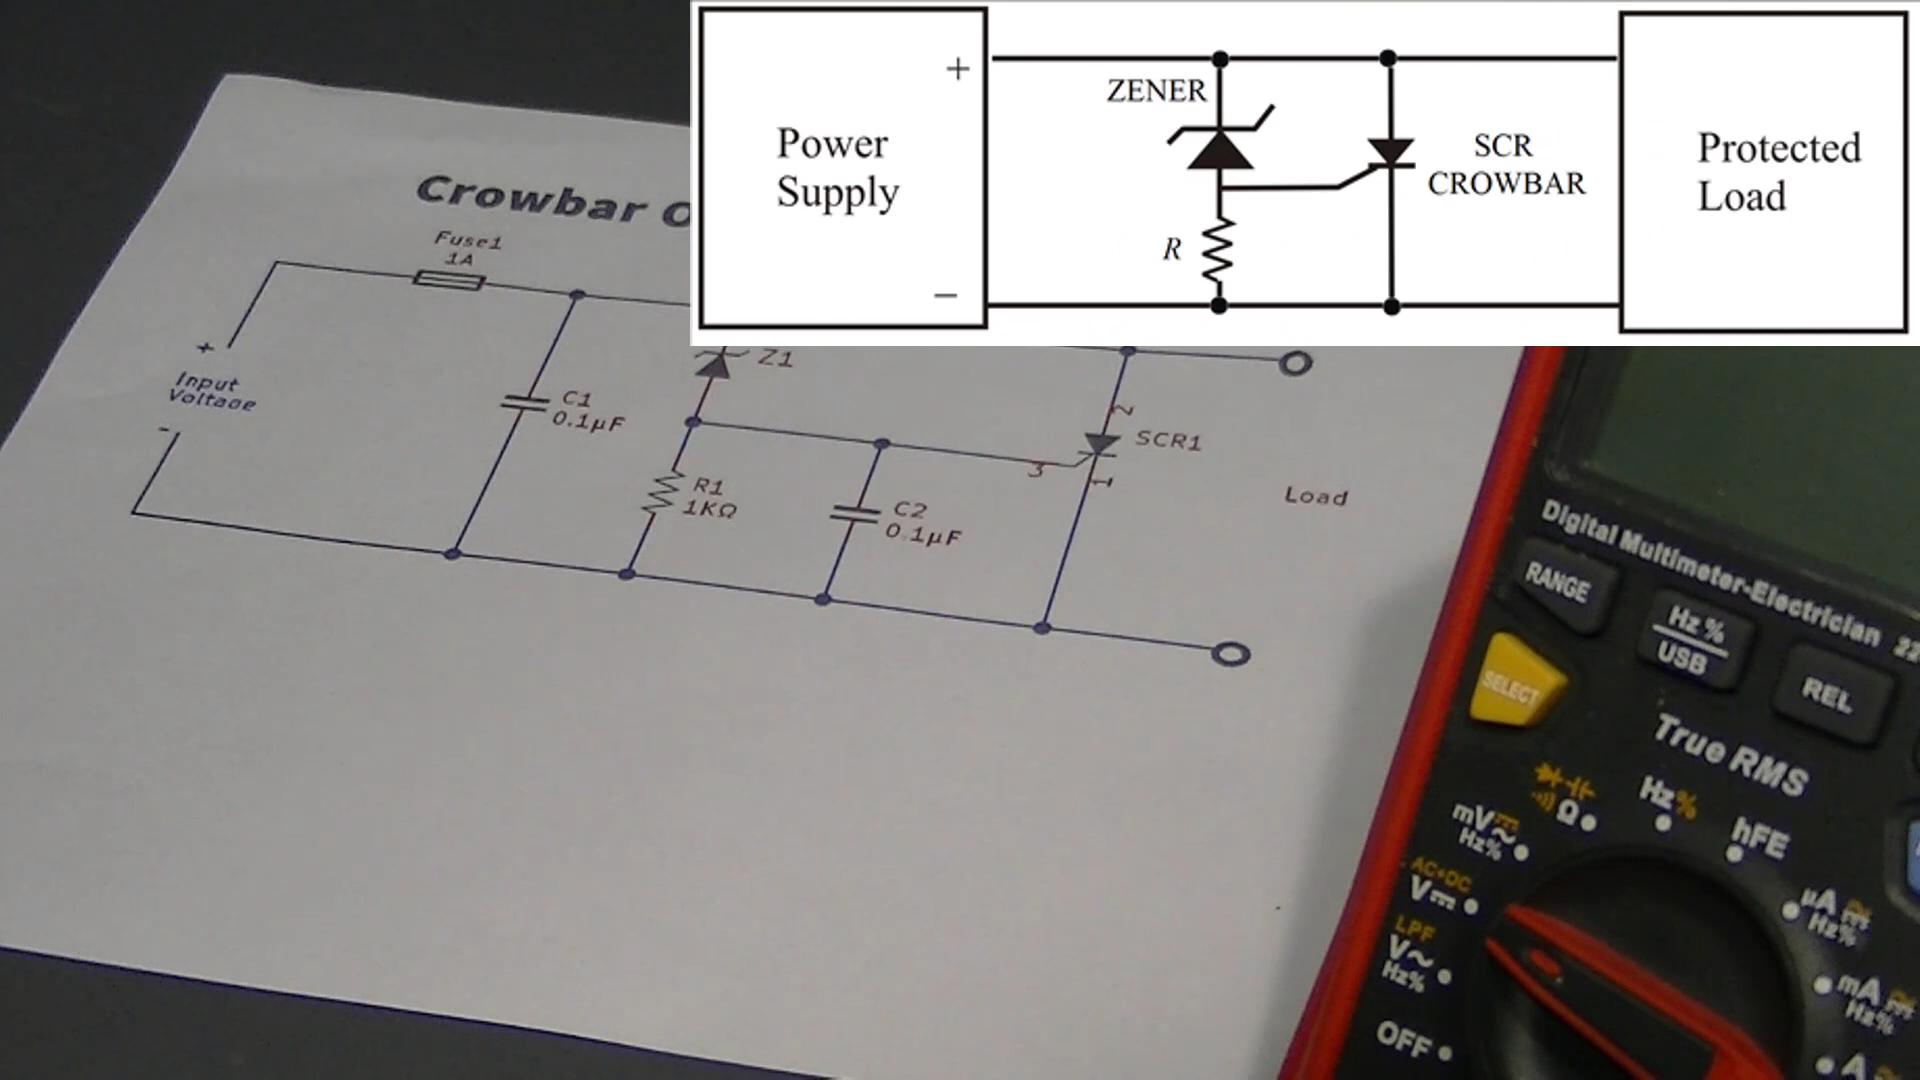 ZENER
+
Power
Supply
SCR
CROWBAR
R
−
Protected
Load
Crowbar
Fuse1
1A
+
Input
Voltage
-
C1
0.1µF
Z1
R1
1KΩ
C2
0.1µF
2
3
1
SCR1
Load
Digital Multimeter-Electrician 22
RANGE
Hz %
USB
REL
SELECT
True RMS
mV
Hz%
Ω
Hz%
hFE
AC+DC
V
LPF
V~
Hz%
OFF
µA
Hz%
mA
Hz%
A